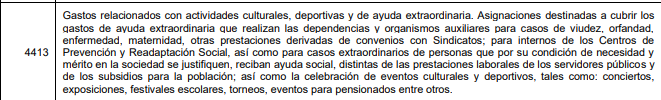 Gastos relacionados con actividades culturales, deportivas y de ayuda extraordinaria. Asignaciones destinadas a cubrir los
gastos de ayuda extraordinaria que realizan las dependencias y organismos auxiliares para casos de viudez, orfandad,
enfermedad, maternidad, otras prestaciones derivadas de convenios con Sindicatos; para internos de los Centros de
4413 Prevención y Readaptación Social, así como para casos extraordinarios de personas que por su condición de necesidad y
mérito en la sociedad se justifiquen, reciban ayuda social, distintas de las prestaciones laborales de los servidores públicos y
de los subsidios para la población; así como la celebración de eventos culturales y deportivos, tales como: conciertos,
exposiciones, festivales escolares, torneos, eventos para pensionados entre otros.